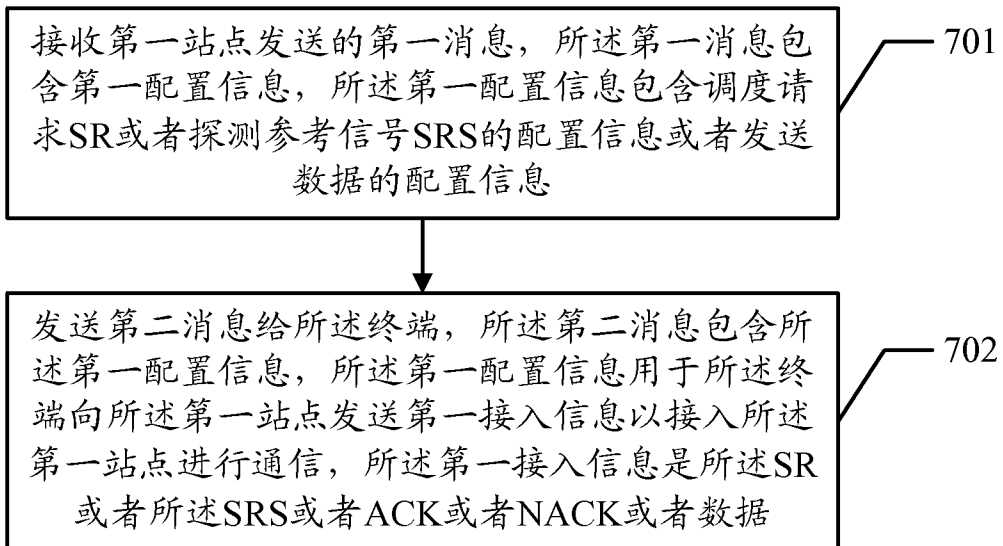 接收第一站点发送的第一消息，所述第一消息包
含第一配置信息，所述第一配置信息包含调度请
求SR或者探测参考信号SRS的配置信息或者发送
数据的配置信息
701
发送第二消息给所述终端，所述第二消息包含所
述第一配置信息，所述第一配置信息用于所述终
端向所述第一站点发送第一接入信息以接入所述
第一站点进行通信，所述第一接入信息是所述SR
或者所述SRS或者ACK或者NACK或者数据
702